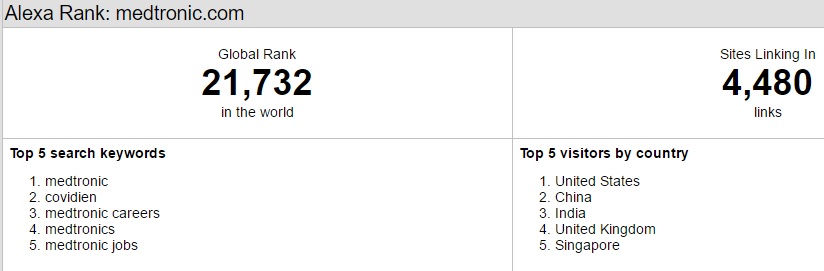 Alexa Rank: medtronic.com
Global Rank
21,732
in the world
Sites Linking In
4,480
links
Top 5 search keywords
1. medtronic
2. covidien
3. medtronic careers
4. medtronics
5. medtronic jobs
Top 5 visitors by country
1. United States
2. China
3. India
4. United Kingdom
5. Singapore